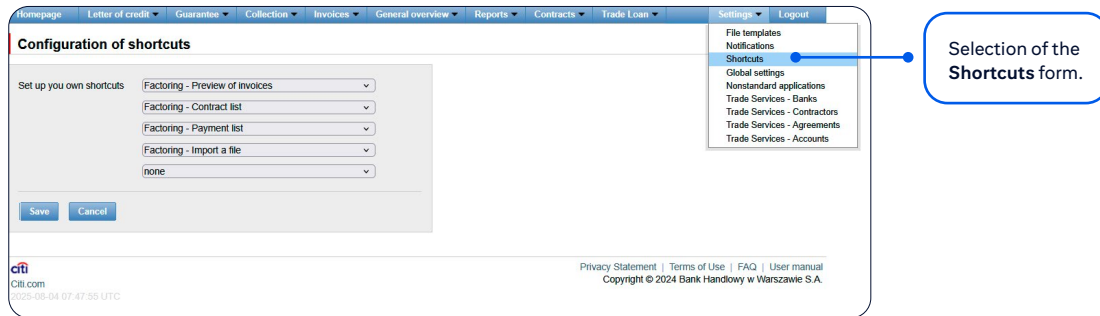 Homepage Letter of credit Guarantee Collection Invoices General overview Reports Contracts Trade Loan Settings Logout
Configuration of shortcuts
File templates
Notifications
Shortcuts
Global settings
Nonstandard applications
Trade Services - Banks
Trade Services - Contractors
Trade Services - Agreements
Trade Services - Accounts
Selection of the
Shortcuts form.
Set up you own shortcuts
Factoring - Preview of invoices
Factoring - Contract list
Factoring - Payment list
Factoring - Import a file
none
Save Cancel
citi
Citi.com
2025-08-04 07:47:55 UTC
Privacy Statement | Terms of Use | FAQ | User manual
Copyright © 2024 Bank Handlowy w Warszawie S.A.